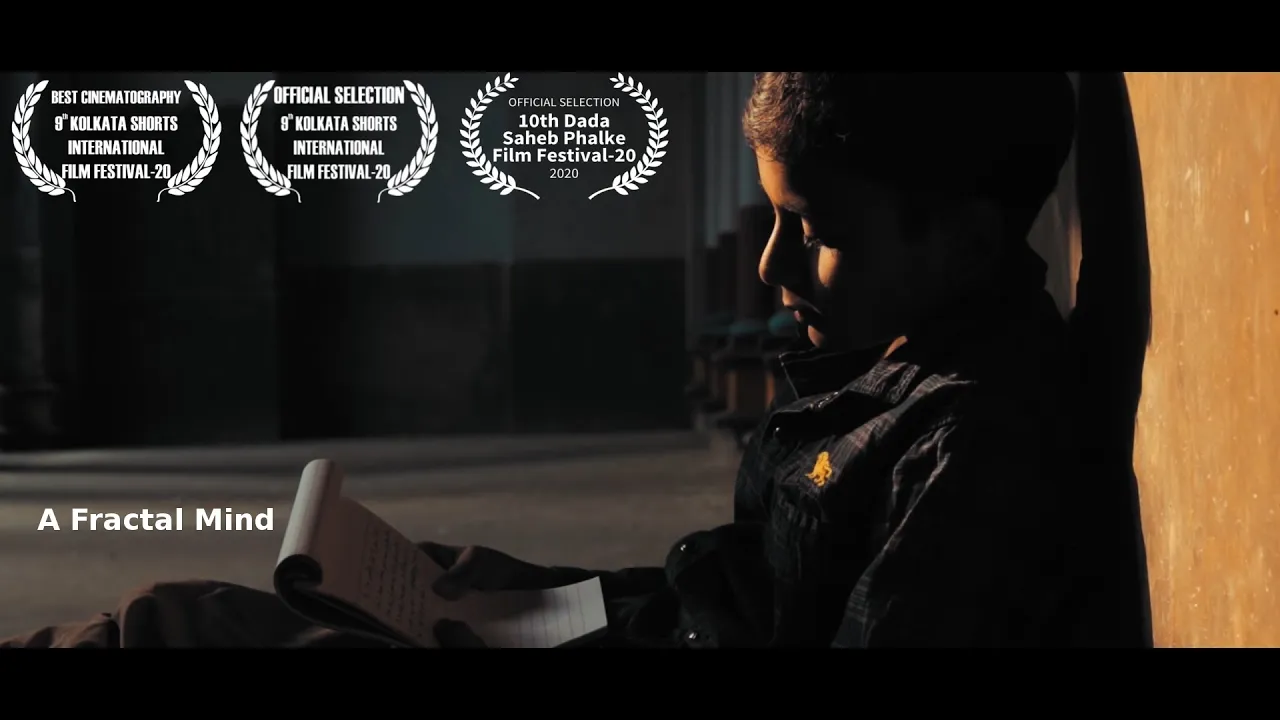 BEST CINEMATOGRAPHY
9th KOLKATA SHORTS
INTERNATIONAL
FILM FESTIVAL-20
OFFICIAL SELECTION
9th KOLKATA SHORTS
INTERNATIONAL
FILM FESTIVAL-20
OFFICIAL SELECTION
10th Dada
Saheb Phalke
Film Festival-20
2020
A Fractal Mind